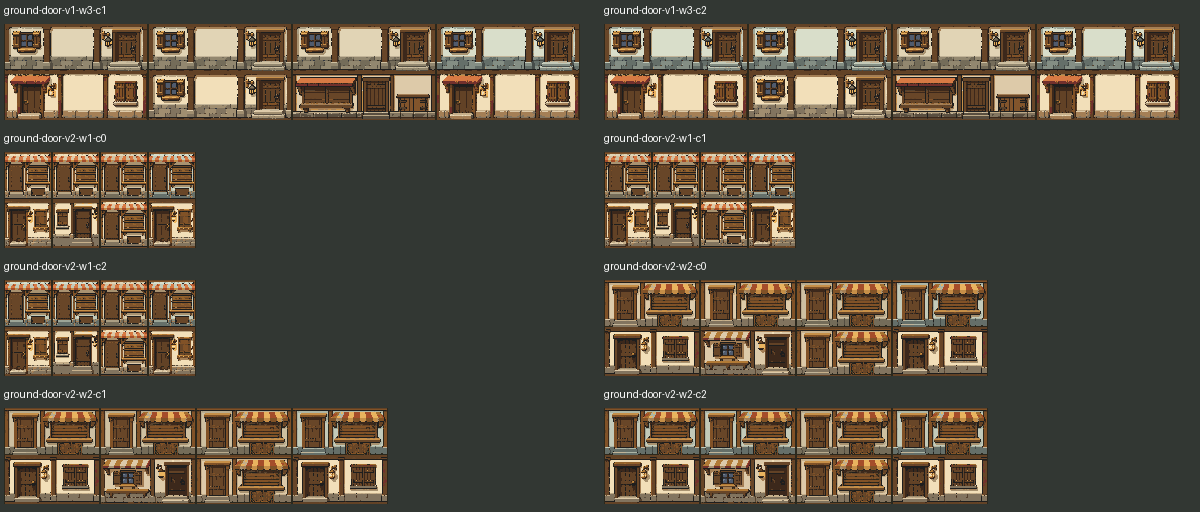 ground-door-v1-w3-c1
ground-door-v1-w3-c2
ground-door-v2-w1-c0
ground-door-v2-w1-c1
ground-door-v2-w1-c2
ground-door-v2-w2-c0
ground-door-v2-w2-c1
ground-door-v2-w2-c2